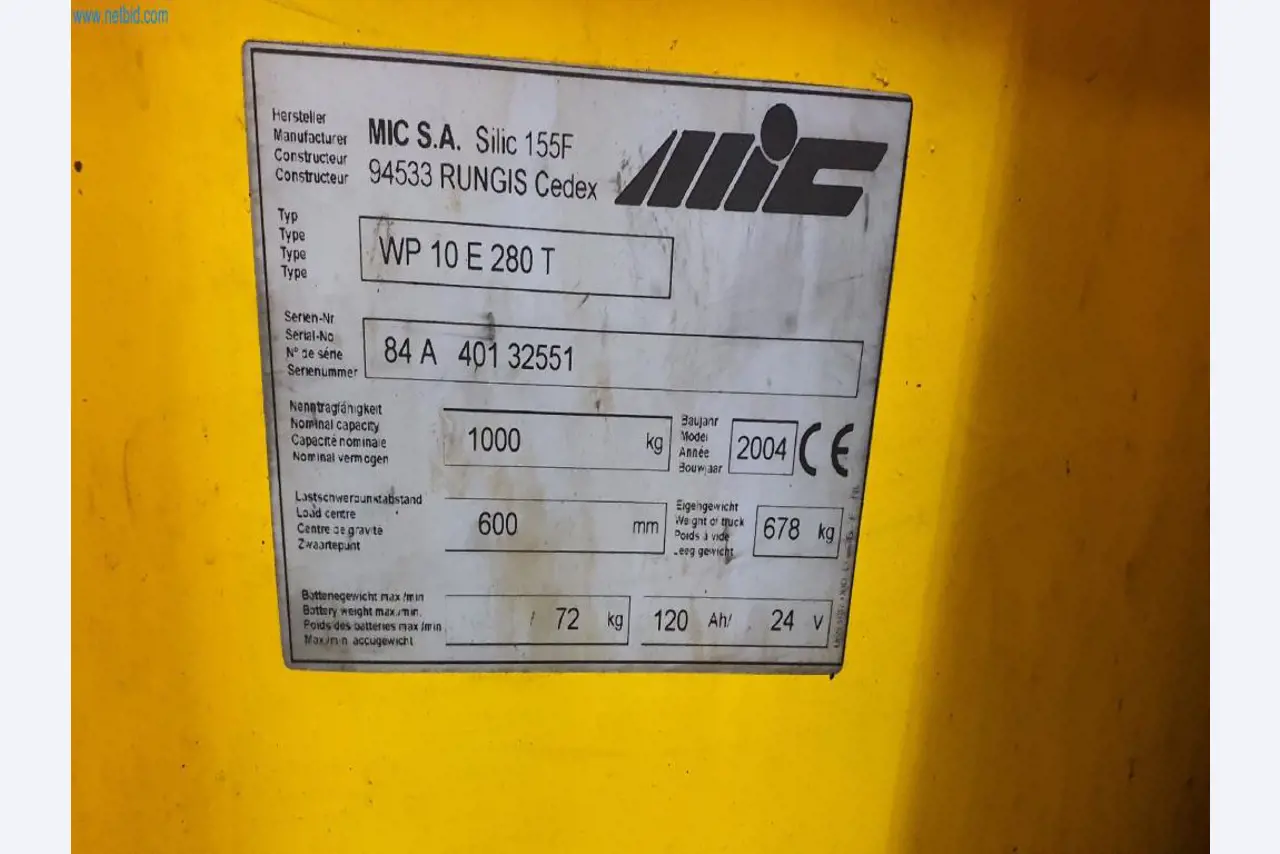 www.netbid.com
Hersteller
Manufacturer
Constructeur
Constructeur
MIC S.A. Silic 155F
94533 RUNGIS Cedex
MIC
Typ
Type
Type
Type
WP 10 E 280 T
Serien-Nr
Serial-No
N° de série
Serienummer
84 A 401 32551
Nenntragfähigkeit
Nominal capacity
Capacité nominale
Nominal vermogen
1000 kg
Baujahr
Model
Année
Bouwjaar
2004
CE
Lastschwerpunktabstand
Load centre
Centre de gravité
Zwaartepunt
600 mm
Eigengewicht
Weight of truck
Poids à vide
Leeg gewicht
678 kg
Batteriegewicht max /min
Battery weight max./min.
Poids des batteries max /min
Max./min. accugewicht
/ 72 kg
120 Ah/ 24 V